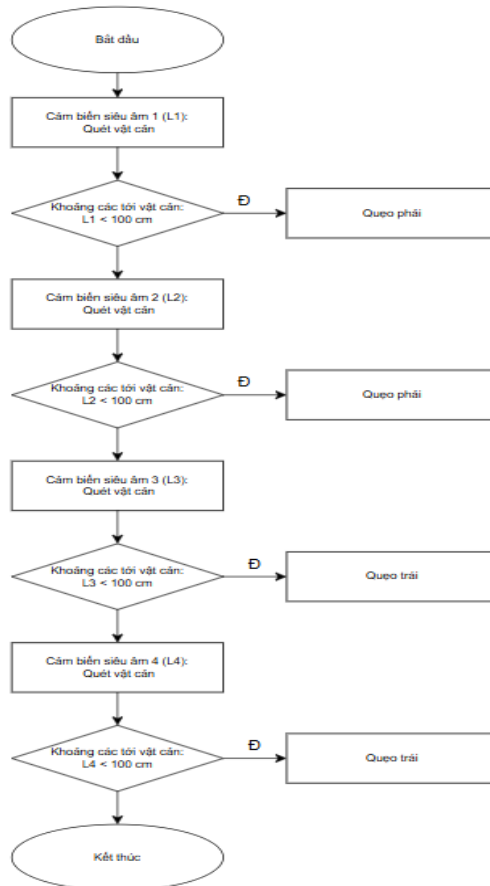 Bắt dầu
Cảm biến siêu âm 1 (L1):
Quét vật cản
Khoảng các tới vật cản:
L1 < 100 cm
Đ
Quẹo phải
Cảm biến siêu âm 2 (L2):
Quét vật cản
Khoảng các tới vật cản:
L2 < 100 cm
Đ
Quẹo phải
Cảm biến siêu âm 3 (L3):
Quét vật cản
Khoảng các tới vật cản:
L3 < 100 cm
Đ
Quẹo trái
Cảm biến siêu âm 4 (L4):
Quét vật cản
Khoảng các tới vật cản:
L4 < 100 cm
Đ
Quẹo trái
Kết thúc